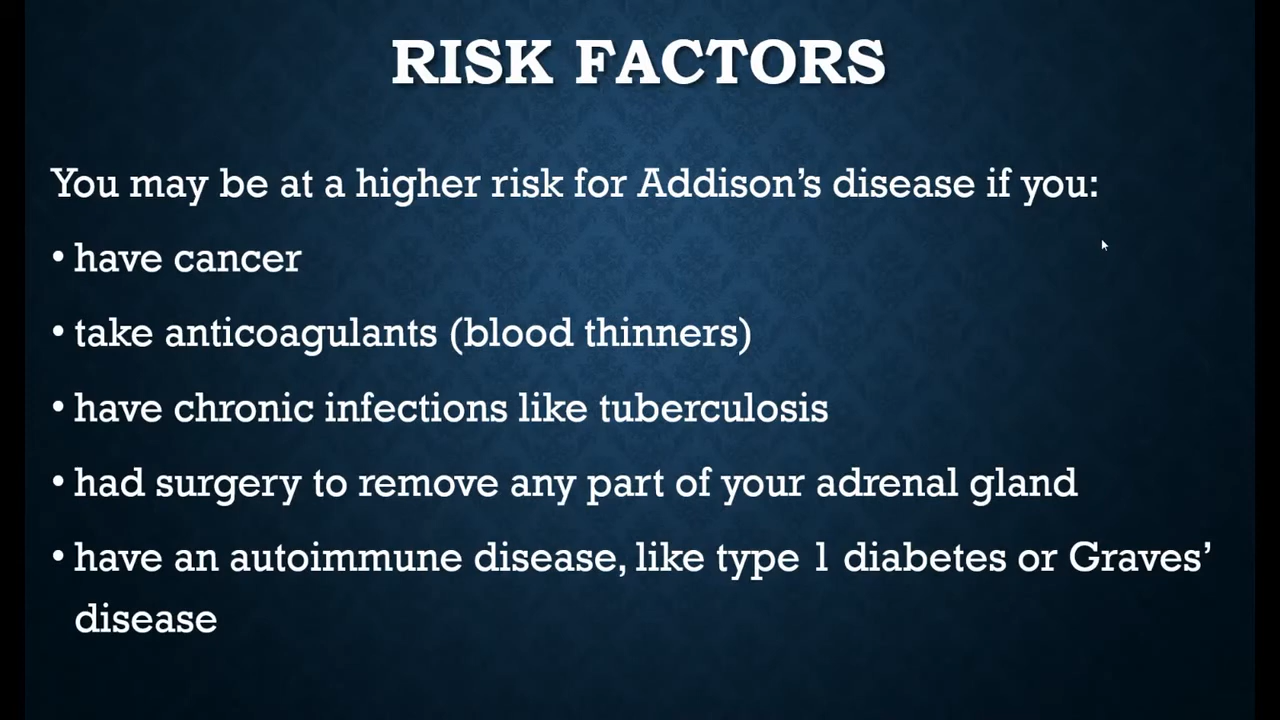 RISK FACTORS
You may be at a higher risk for Addison’s disease if you:
• have cancer
• take anticoagulants (blood thinners)
• have chronic infections like tuberculosis
• had surgery to remove any part of your adrenal gland
• have an autoimmune disease, like type 1 diabetes or Graves’
disease